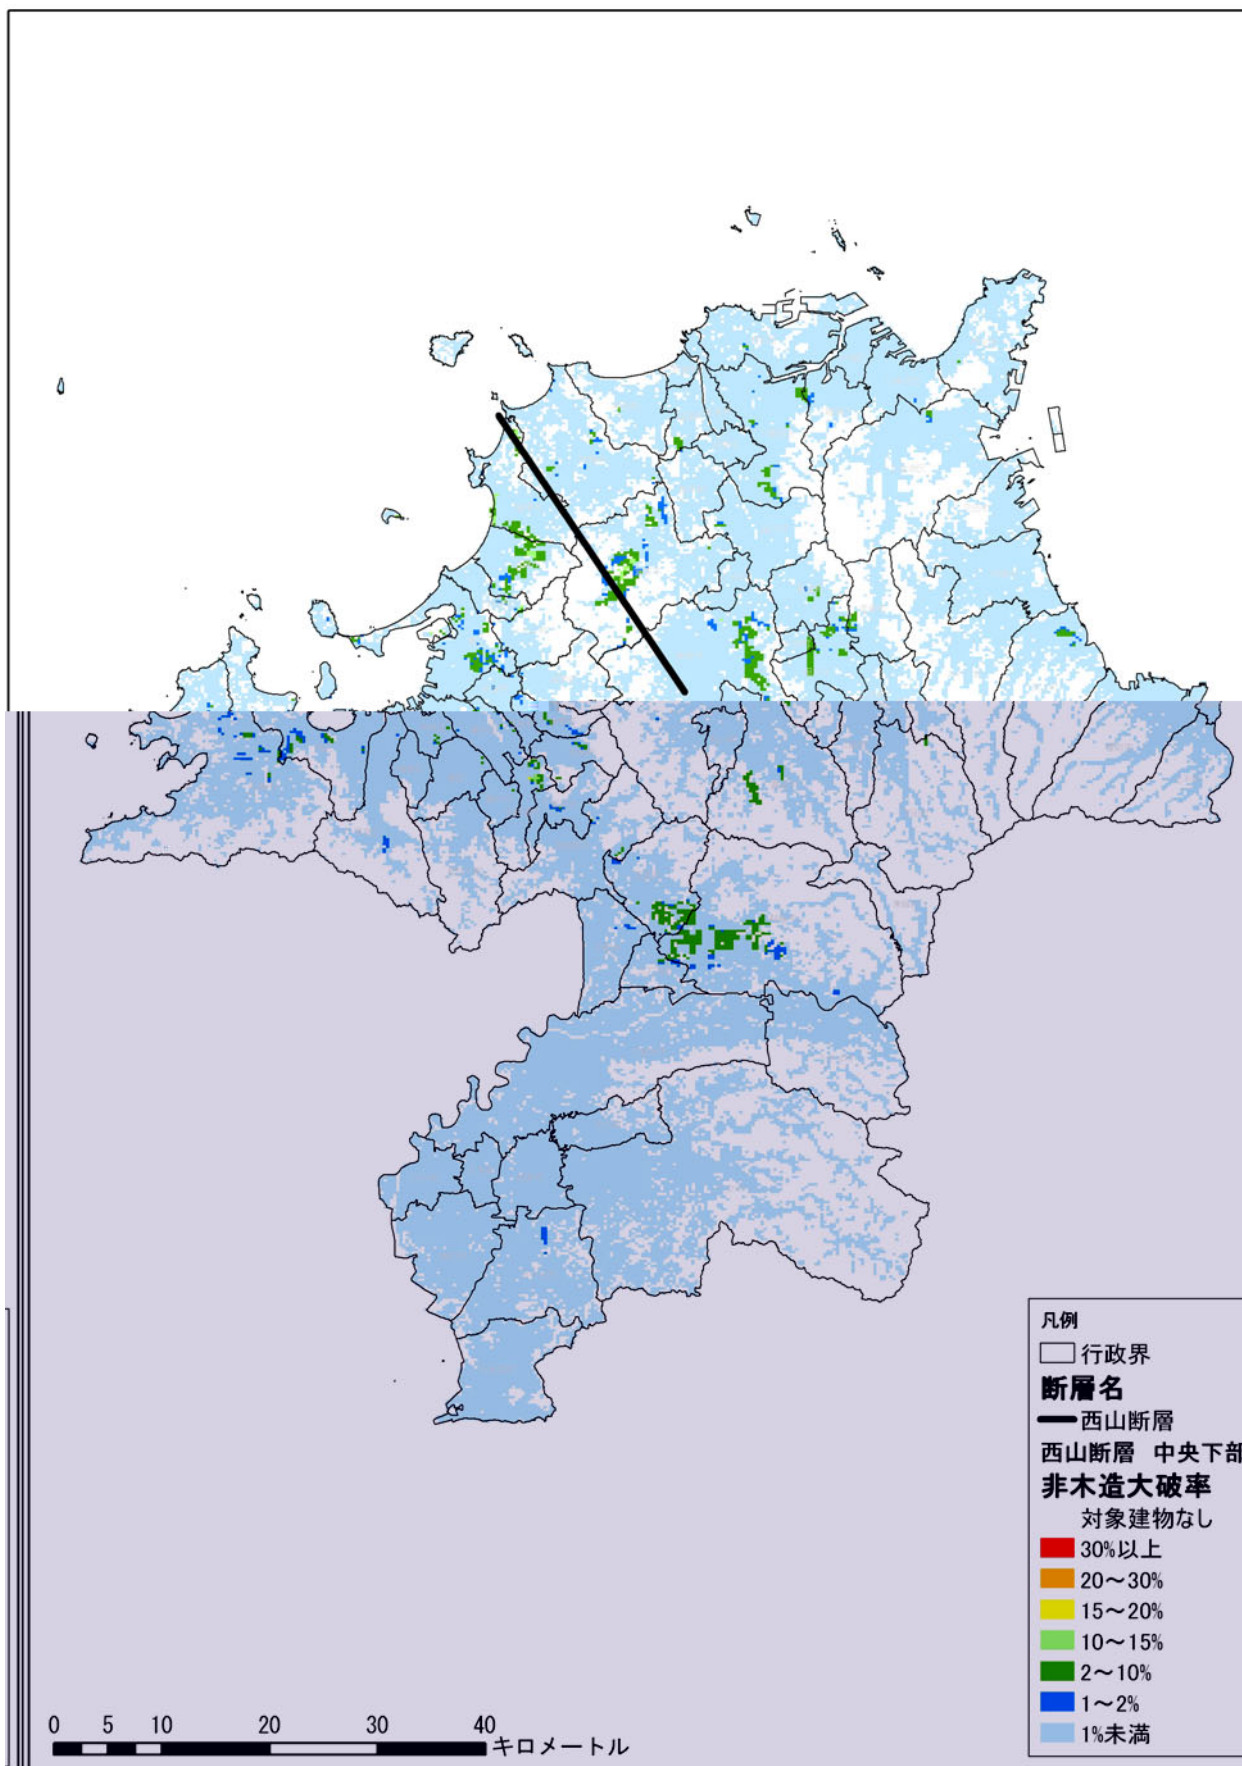 凡例
行政界
断層名
西山断層
西山断層 中央下部
非木造大破率
対象建物なし
30%以上
20～30%
15～20%
10～15%
2～10%
1～2%
1%未満
0 5 10 20 30 40
キロメートル